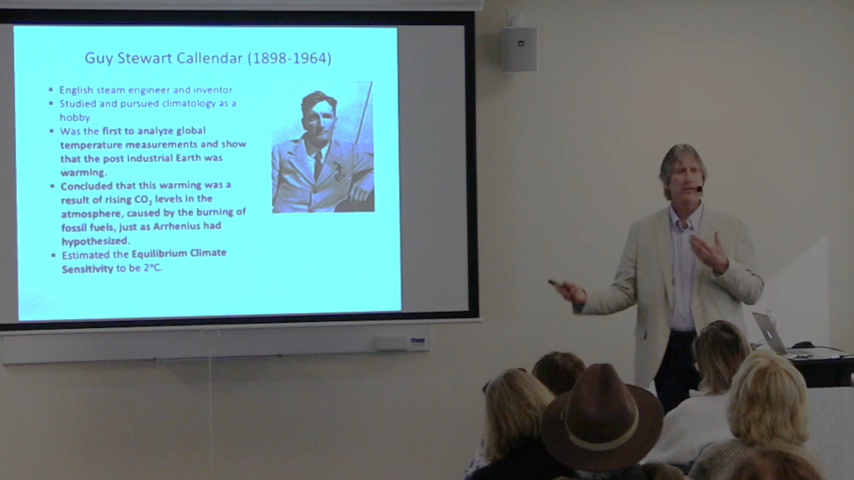 Guy Stewart Callendar (1898-1964)
▪ English steam engineer and inventor
▪ Studied and pursued climatology as a
hobby
▪ Was the first to analyze global
temperature measurements and show
that the post industrial Earth was
warming.
▪ Concluded that this warming was a
result of rising CO₂ levels in the
atmosphere, caused by the burning of
fossil fuels, just as Arrhenius had
hypothesized.
▪ Estimated the Equilibrium Climate
Sensitivity to be 2°C.